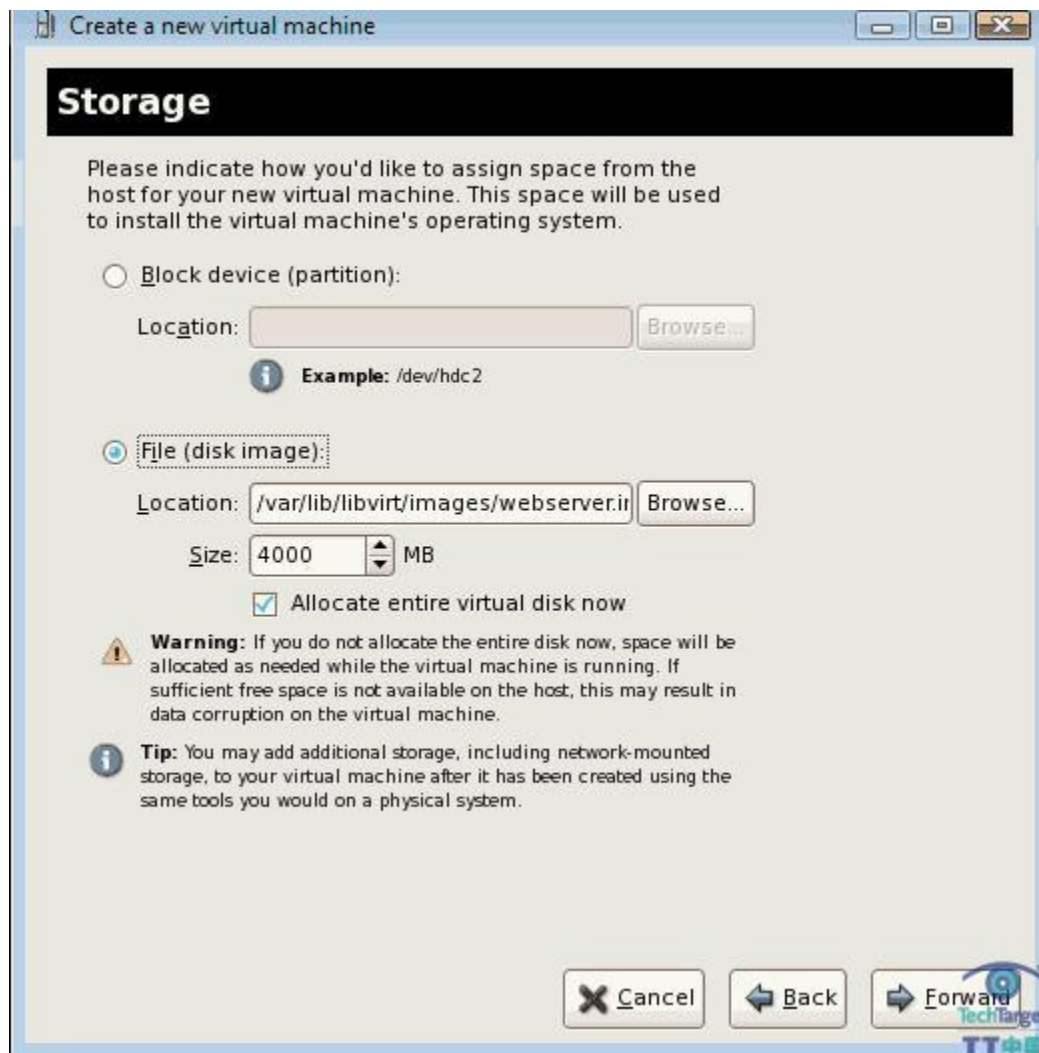 Create a new virtual machine
Storage
Please indicate how you'd like to assign space from the
host for your new virtual machine. This space will be used
to install the virtual machine's operating system.
Block device (partition):
Location:
Browse...
Example: /dev/hdc2
File (disk image):
Location: /var/lib/libvirt/images/webserver.ir Browse...
Size: 4000 MB
Allocate entire virtual disk now
Warning: If you do not allocate the entire disk now, space will be
allocated as needed while the virtual machine is running. If
sufficient free space is not available on the host, this may result in
data corruption on the virtual machine.
Tip: You may add additional storage, including network-mounted
storage, to your virtual machine after it has been created using the
same tools you would on a physical system.
Cancel Back Forward
TechTarge